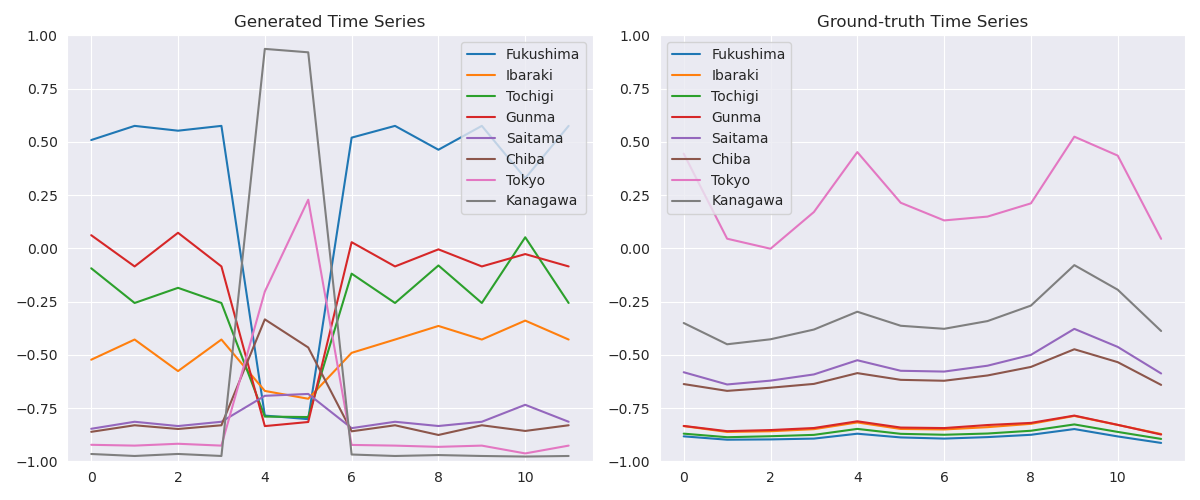 Generated Time Series
1.00
0.75
0.50
0.25
0.00
−0.25
−0.50
−0.75
−1.00
0
2
4
6
8
10
Fukushima
Ibaraki
Tochigi
Gunma
Saitama
Chiba
Tokyo
Kanagawa
Ground-truth Time Series
1.00
0.75
0.50
0.25
0.00
−0.25
−0.50
−0.75
−1.00
0
2
4
6
8
10
Fukushima
Ibaraki
Tochigi
Gunma
Saitama
Chiba
Tokyo
Kanagawa